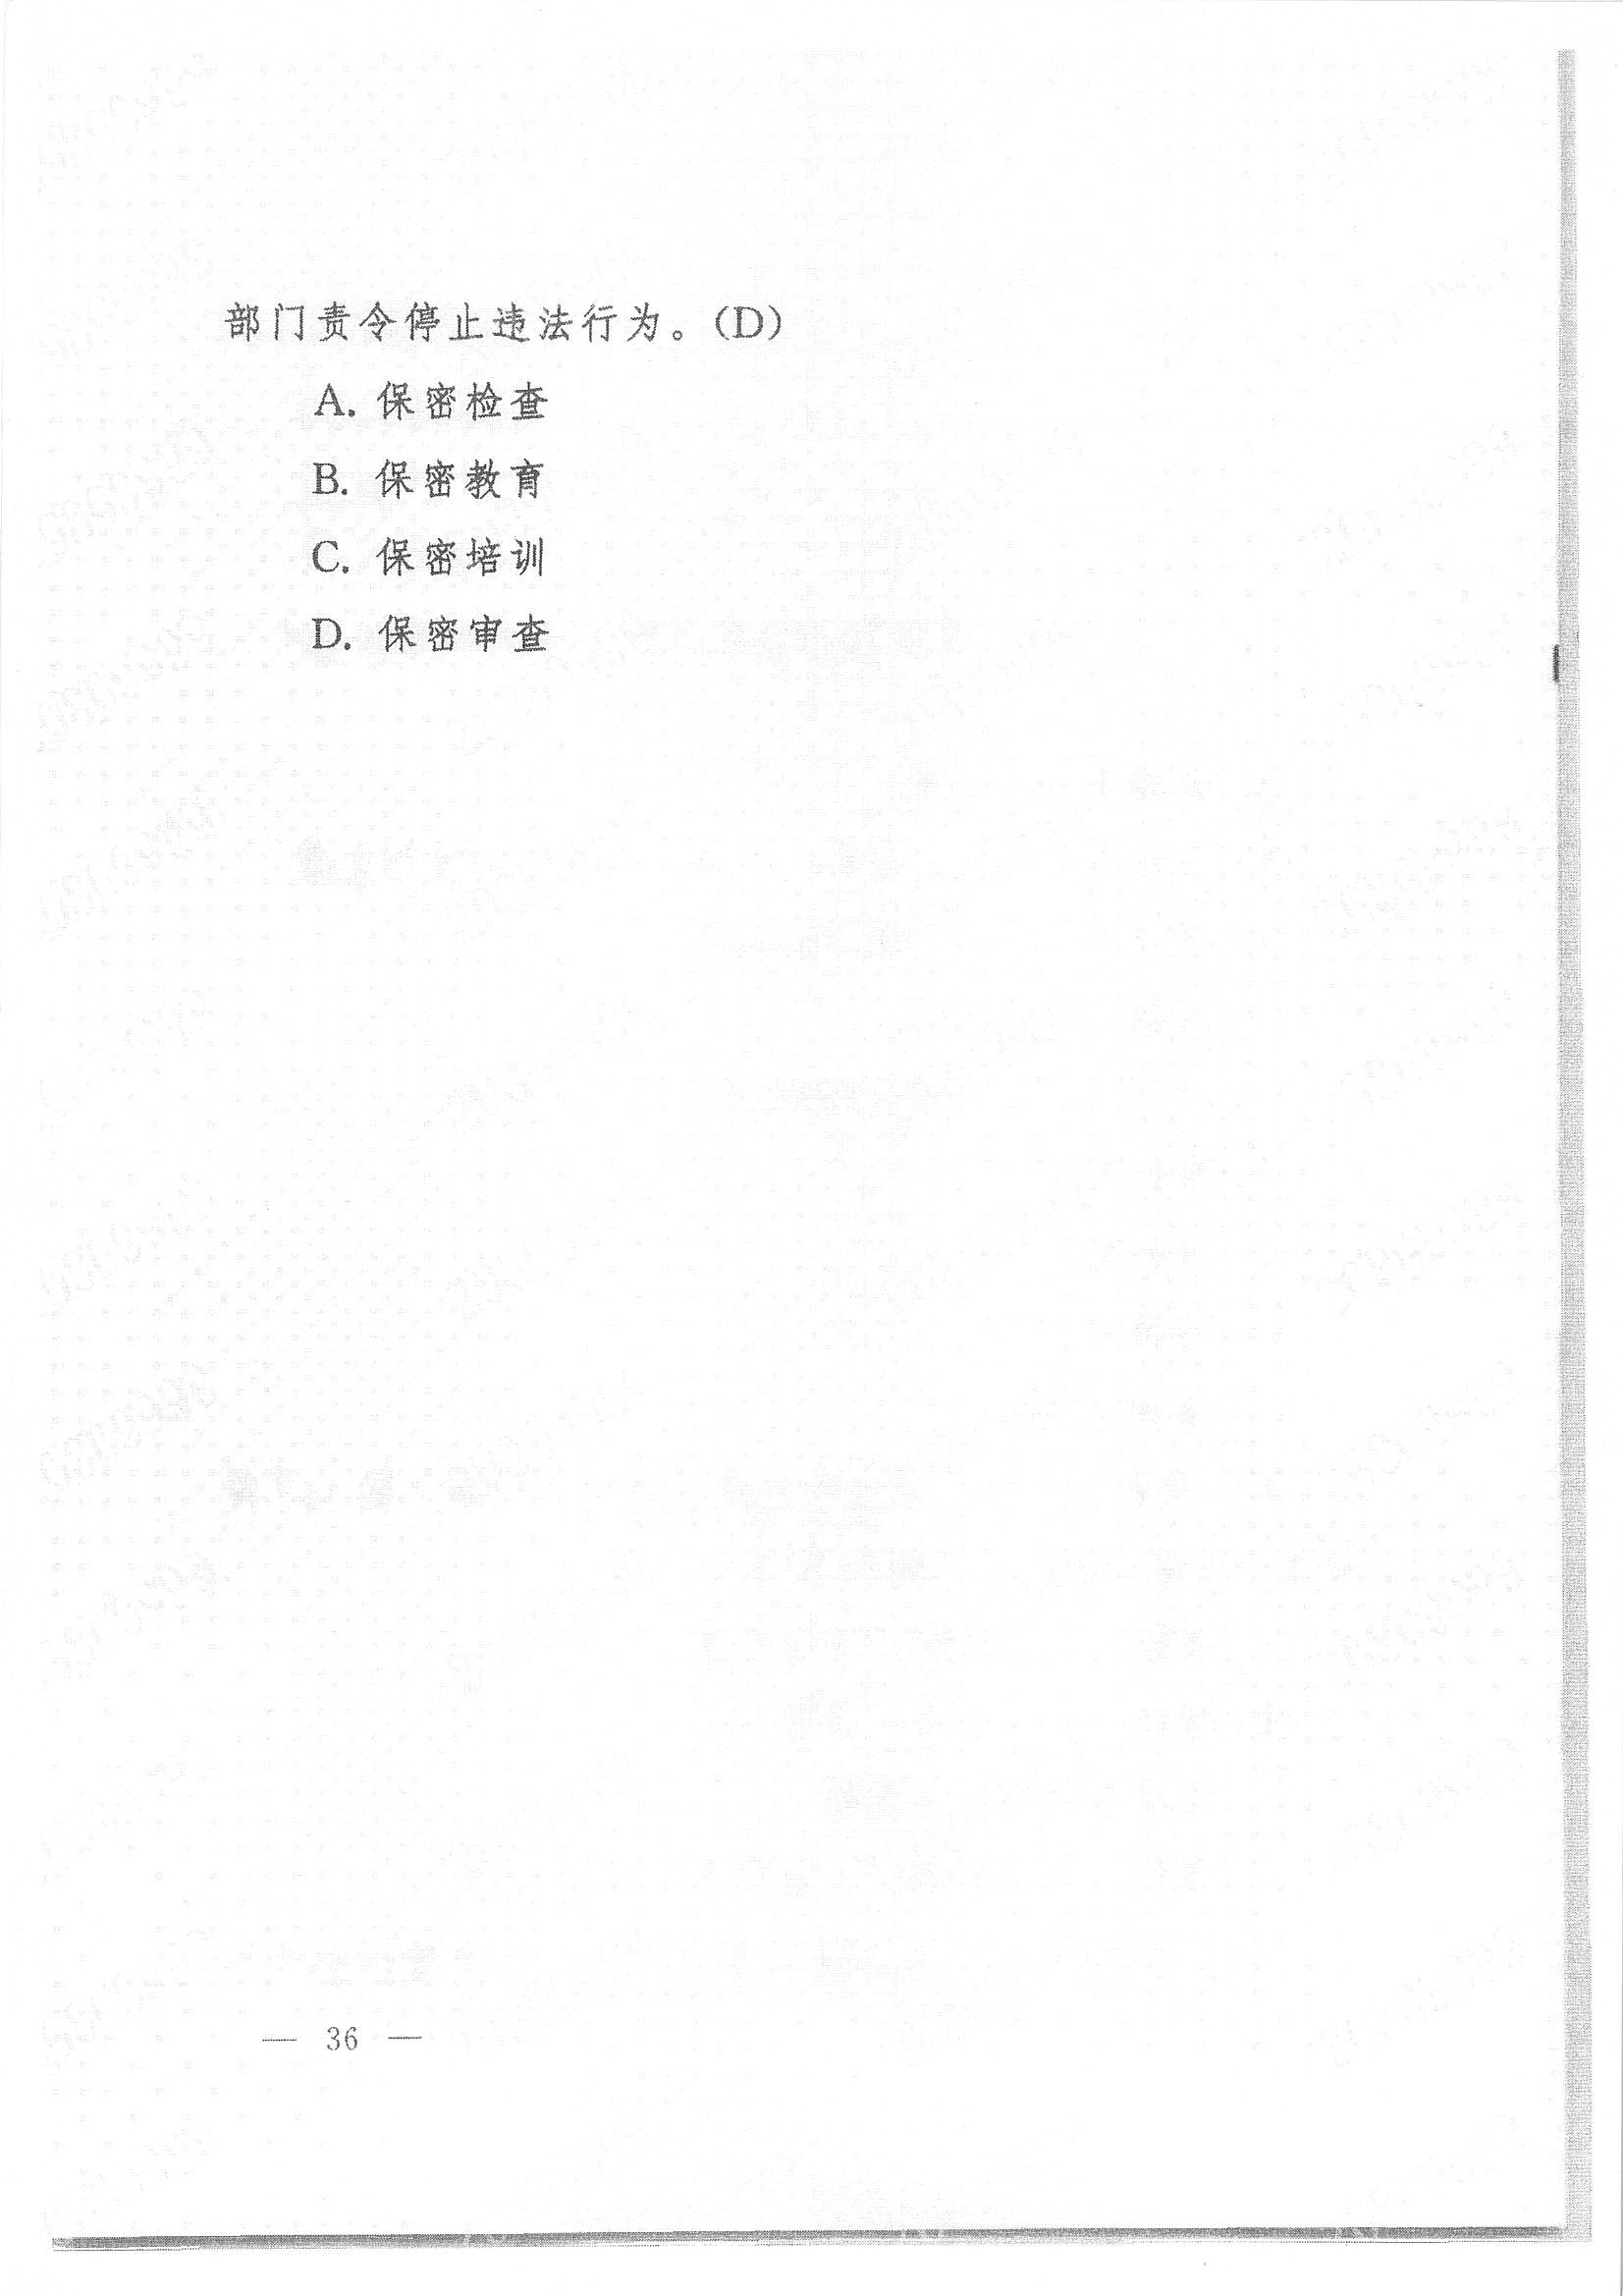 部门责令停止违法行为。(D)
A. 保密检查
B. 保密教育
C. 保密培训
D. 保密审查
— 36 —